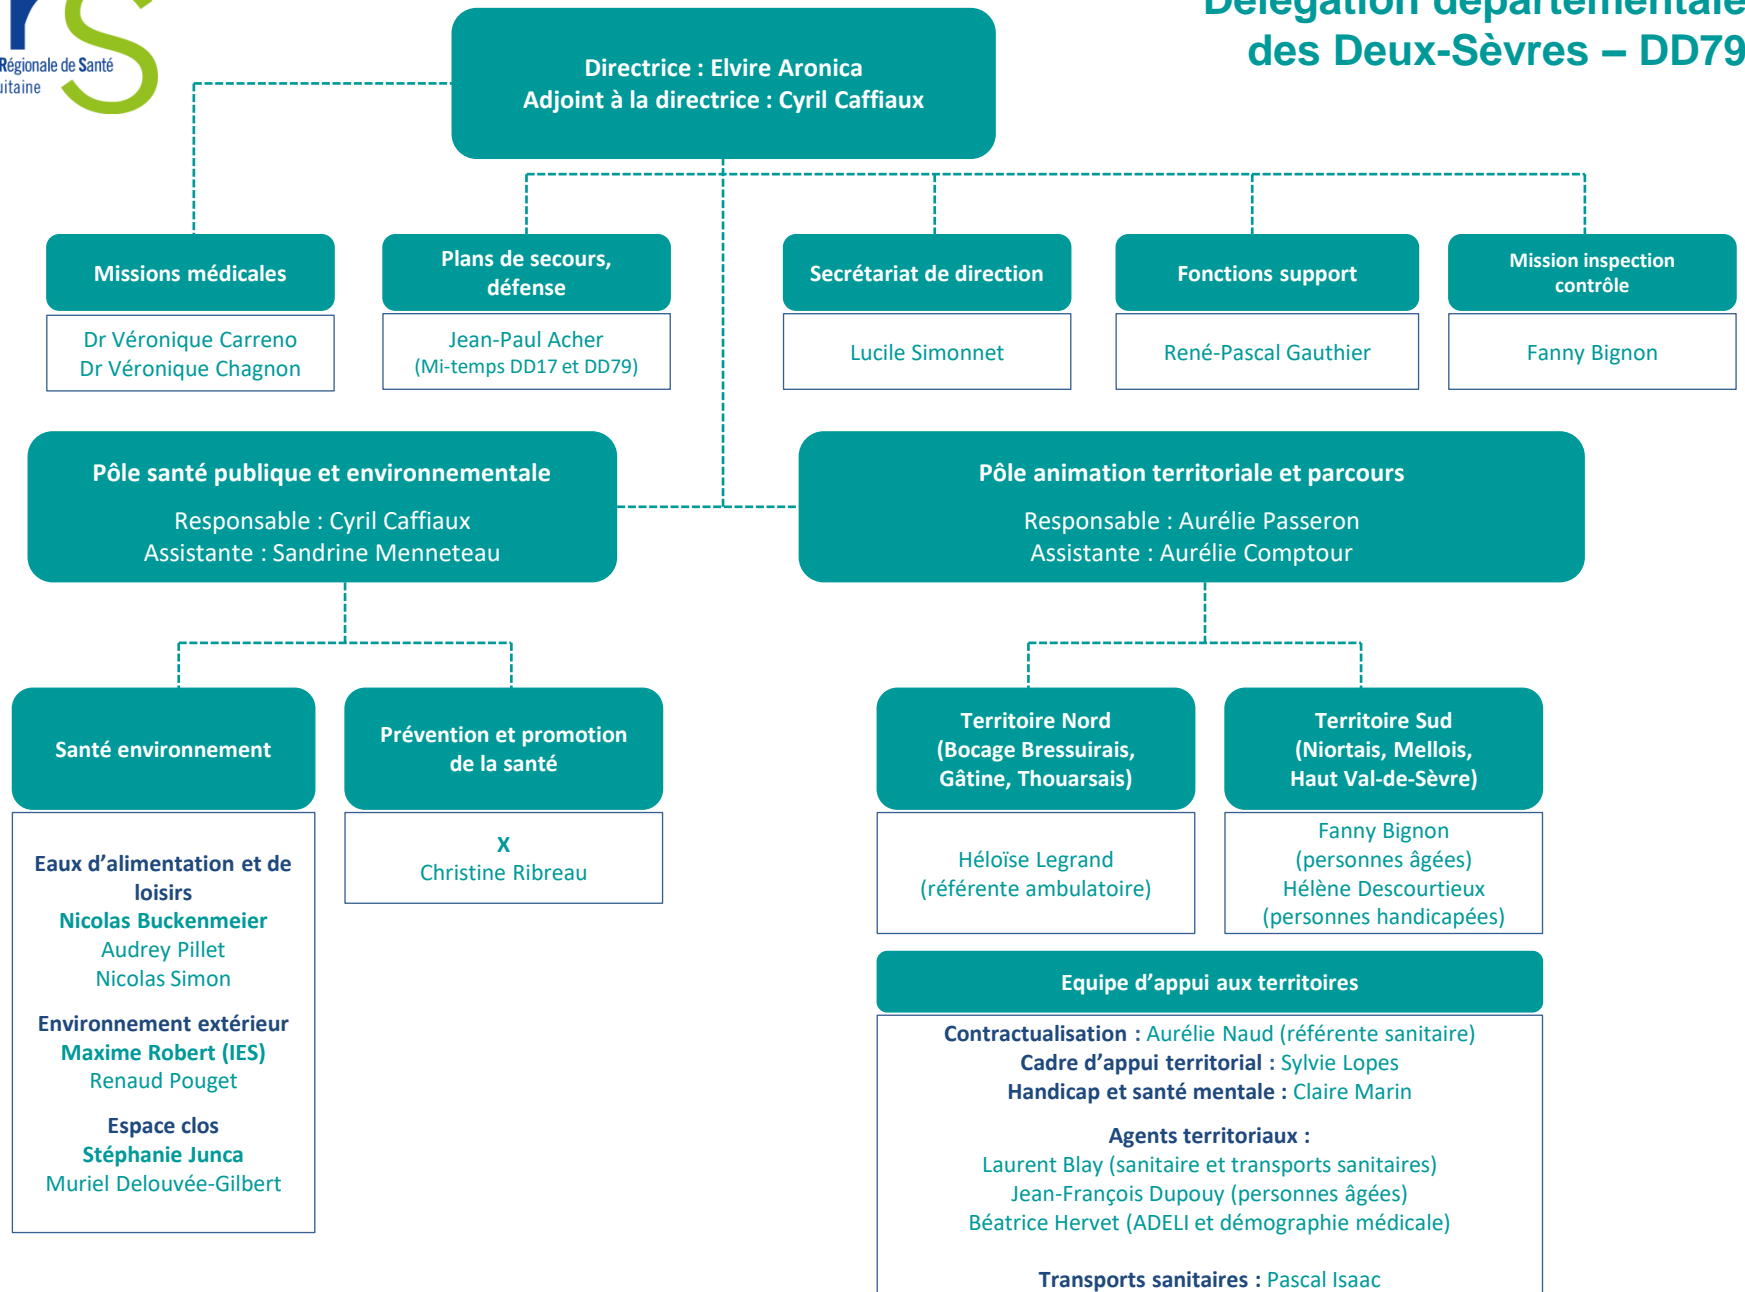 Délégation départementale
des Deux-Sèvres – DD79
Régionale de Santé
uitaine
Directrice : Elvire Aronica
Adjoint à la directrice : Cyril Caffiaux
Missions médicales
Dr Véronique Carreno
Dr Véronique Chagnon
Plans de secours,
défense
Jean-Paul Acher
(Mi-temps DD17 et DD79)
Secrétariat de direction
Lucile Simonnet
Fonctions support
René-Pascal Gauthier
Mission inspection
contrôle
Fanny Bignon
Pôle santé publique et environnementale
Responsable : Cyril Caffiaux
Assistante : Sandrine Menneteau
Pôle animation territoriale et parcours
Responsable : Aurélie Passeron
Assistante : Aurélie Comptour
Santé environnement
Eaux d’alimentation et de
loisirs
Nicolas Buckenmeier
Audrey Pillet
Nicolas Simon
Environnement extérieur
Maxime Robert (IES)
Renaud Pouget
Espace clos
Stéphanie Junca
Muriel Delouvée-Gilbert
Prévention et promotion
de la santé
X
Christine Ribreau
Territoire Nord
(Bocage Bressuirais,
Gâtine, Thouarsais)
Héloïse Legrand
(référente ambulatoire)
Territoire Sud
(Niortais, Mellois,
Haut Val-de-Sèvre)
Fanny Bignon
(personnes âgées)
Hélène Descourtieux
(personnes handicapées)
Equipe d’appui aux territoires
Contractualisation : Aurélie Naud (référente sanitaire)
Cadre d’appui territorial : Sylvie Lopes
Handicap et santé mentale : Claire Marin
Agents territoriaux :
Laurent Blay (sanitaire et transports sanitaires)
Jean-François Dupouy (personnes âgées)
Béatrice Hervet (ADELI et démographie médicale)
Transports sanitaires : Pascal Isaac